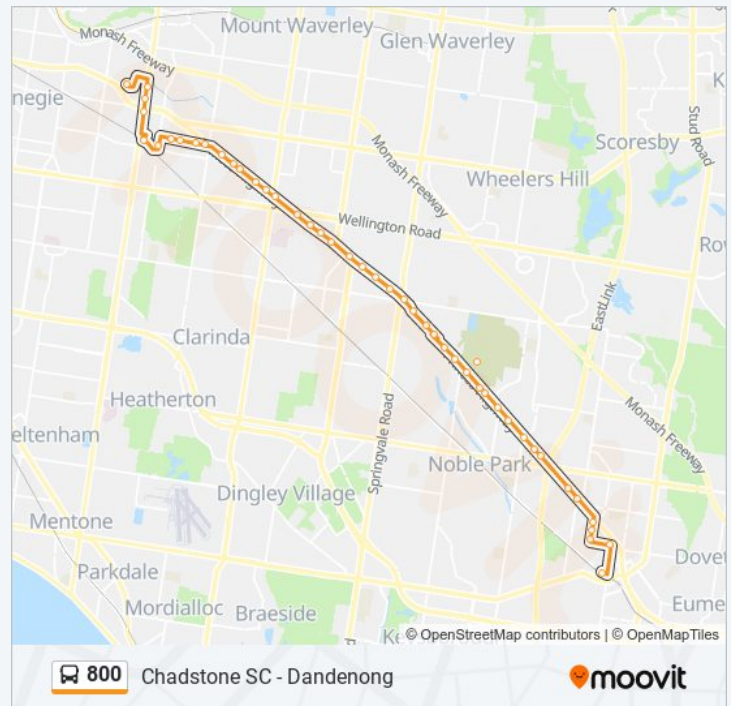 Mount Waverley
Monash Freeway
Glen Waverley
negie
Stud Road
Scoresby
Monash Freeway
Wheelers Hill
Wellington Road
Row
EastLink
Clarinda
Heatherton
Springvale Road
Monash Freeway
eltenham
Noble Park
Dingley Village
Mentone
Dovet
Parkdale
Eume
Mordialloc
Braeside
© OpenStreetMap contributors | © OpenMapTiles
800 Chadstone SC - Dandenong
moovit